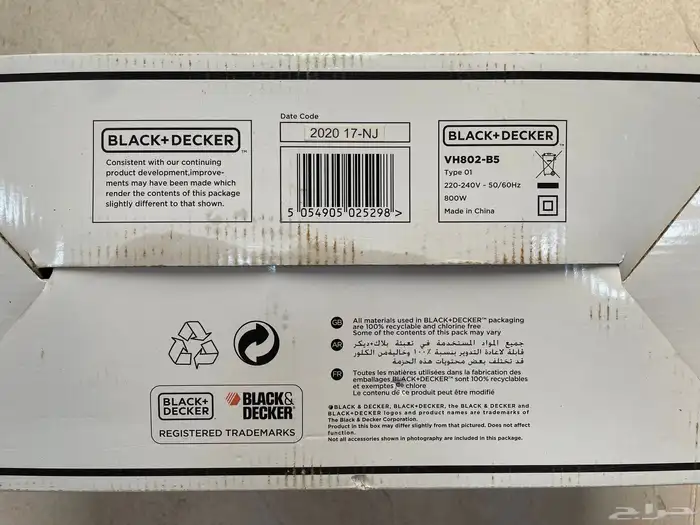 BLACK+DECKER™
Consistent with our continuing
product development,improve-
ments may have been made which
render the contents of this package
slightly different to that shown.
Date Code
2020 17-NJ
5 054905 025298 >
BLACK+DECKER™
VH802-B5
Type 01
220-240V - 50/60Hz
800W
Made in China
GB
All materials used in BLACK+DECKER™ packaging
are 100% recyclable and chlorine free
Some of the contents of this pack may vary
AR
جميع المواد المستخدمة في تعبئة بلاك+ديكر
قابلة لاعادة التدوير بنسبة ١٠٠٪ وخاليةمن الكلور
قد تختلف بعض محتويات هذه الحزمة
FR
Toutes les matières utilisées dans la fabrication des
emballages BLACK+DECKER™ sont 100% recyclables
et exemptes de chlore
Le contenu de ce produit peut être modifié
BLACK+
DECKER
BLACK&
DECKER
REGISTERED TRADEMARKS
BLACK & DECKER, BLACK+DECKER, the BLACK & DECKER and
BLACK+DECKER logos and product names are trademarks of
The Black & Decker Corporation.
Product in this box may differ slightly from that pictured. Does not affect
function.
Not all accessories shown in photography are included in this package.
حراج